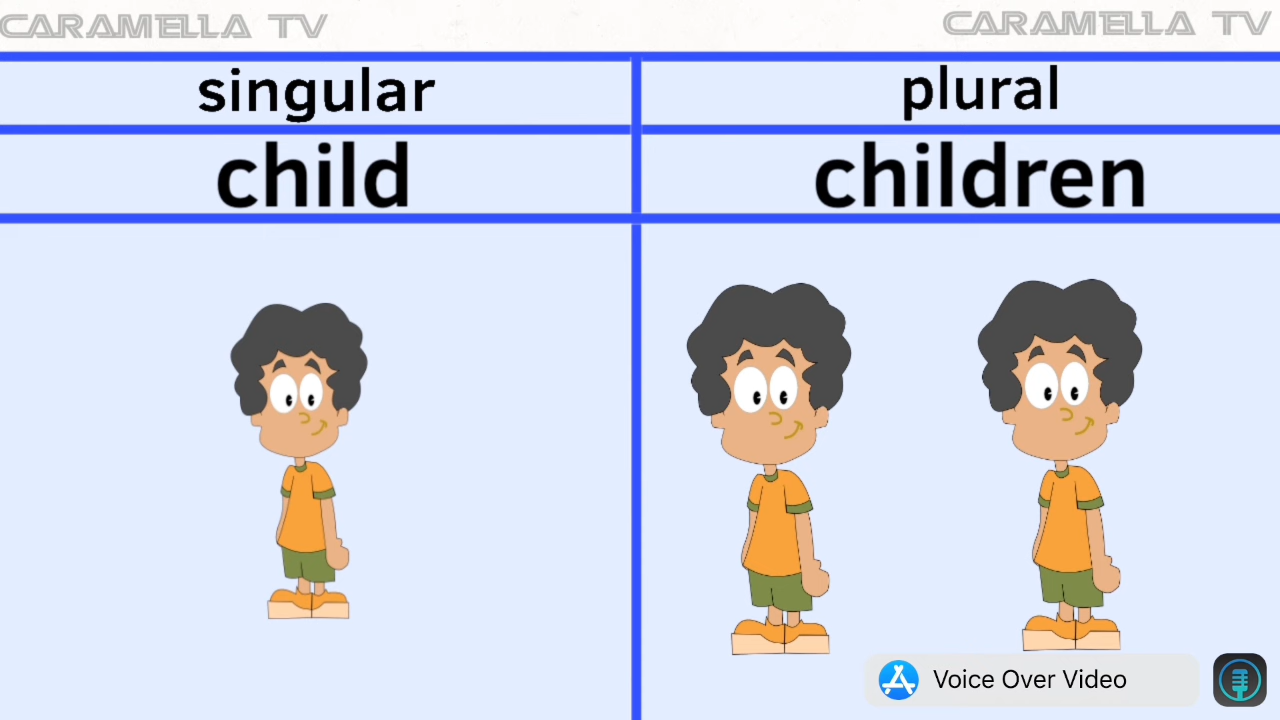 CARAMELLA TV CARAMELLA TV
singular plural
child children
Voice Over Video